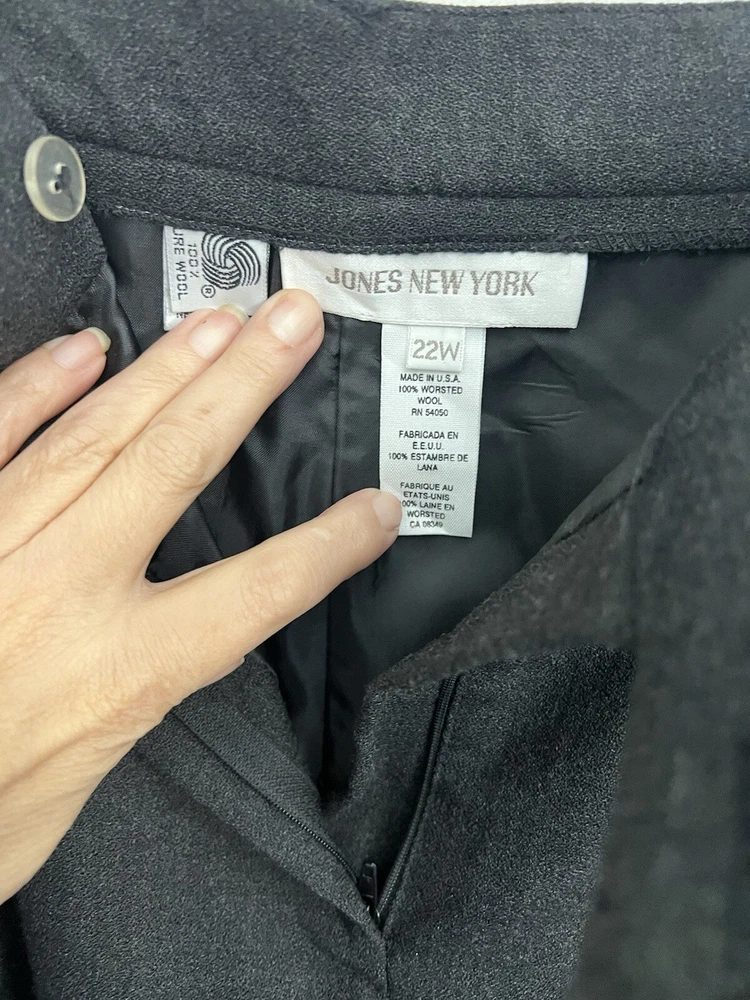 100%
WOOL
®
JONES NEW YORK
22W
MADE IN U.S.A.
100% WORSTED
WOOL
RN 54050
FABRICADA EN
E.E.U.U.
100% ESTAMBRE DE
LANA
FABRIQUE AU
ETATS-UNIS
00% LAINE EN
WORSTED
CA 08349